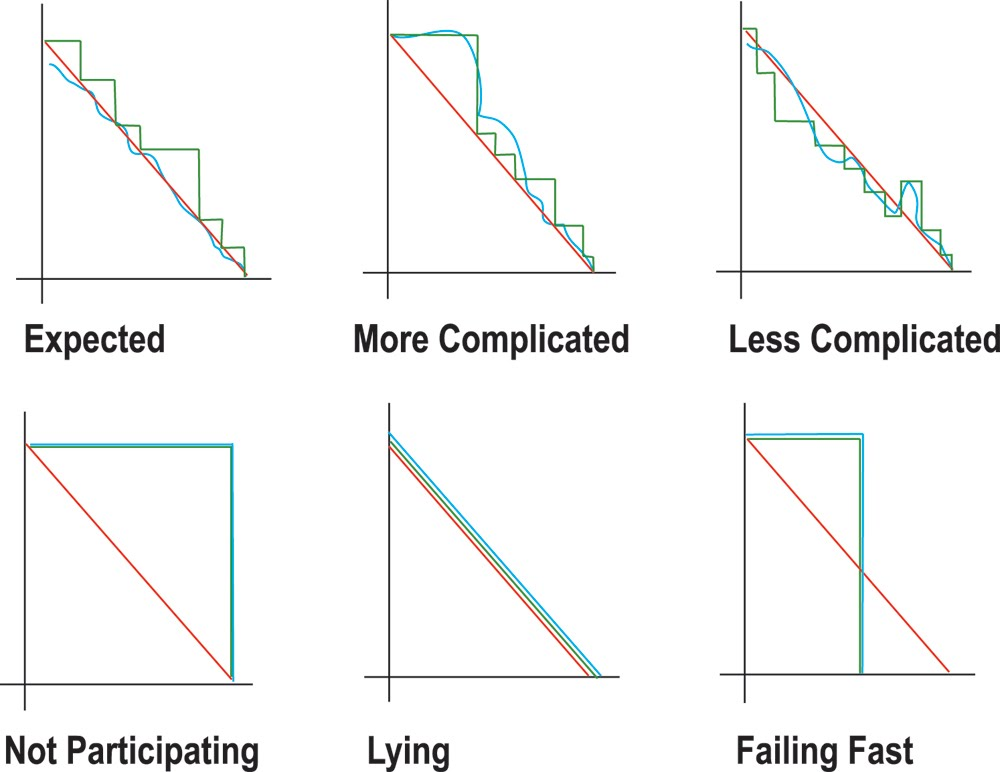 Expected
More Complicated
Less Complicated
Not Participating
Lying
Failing Fast